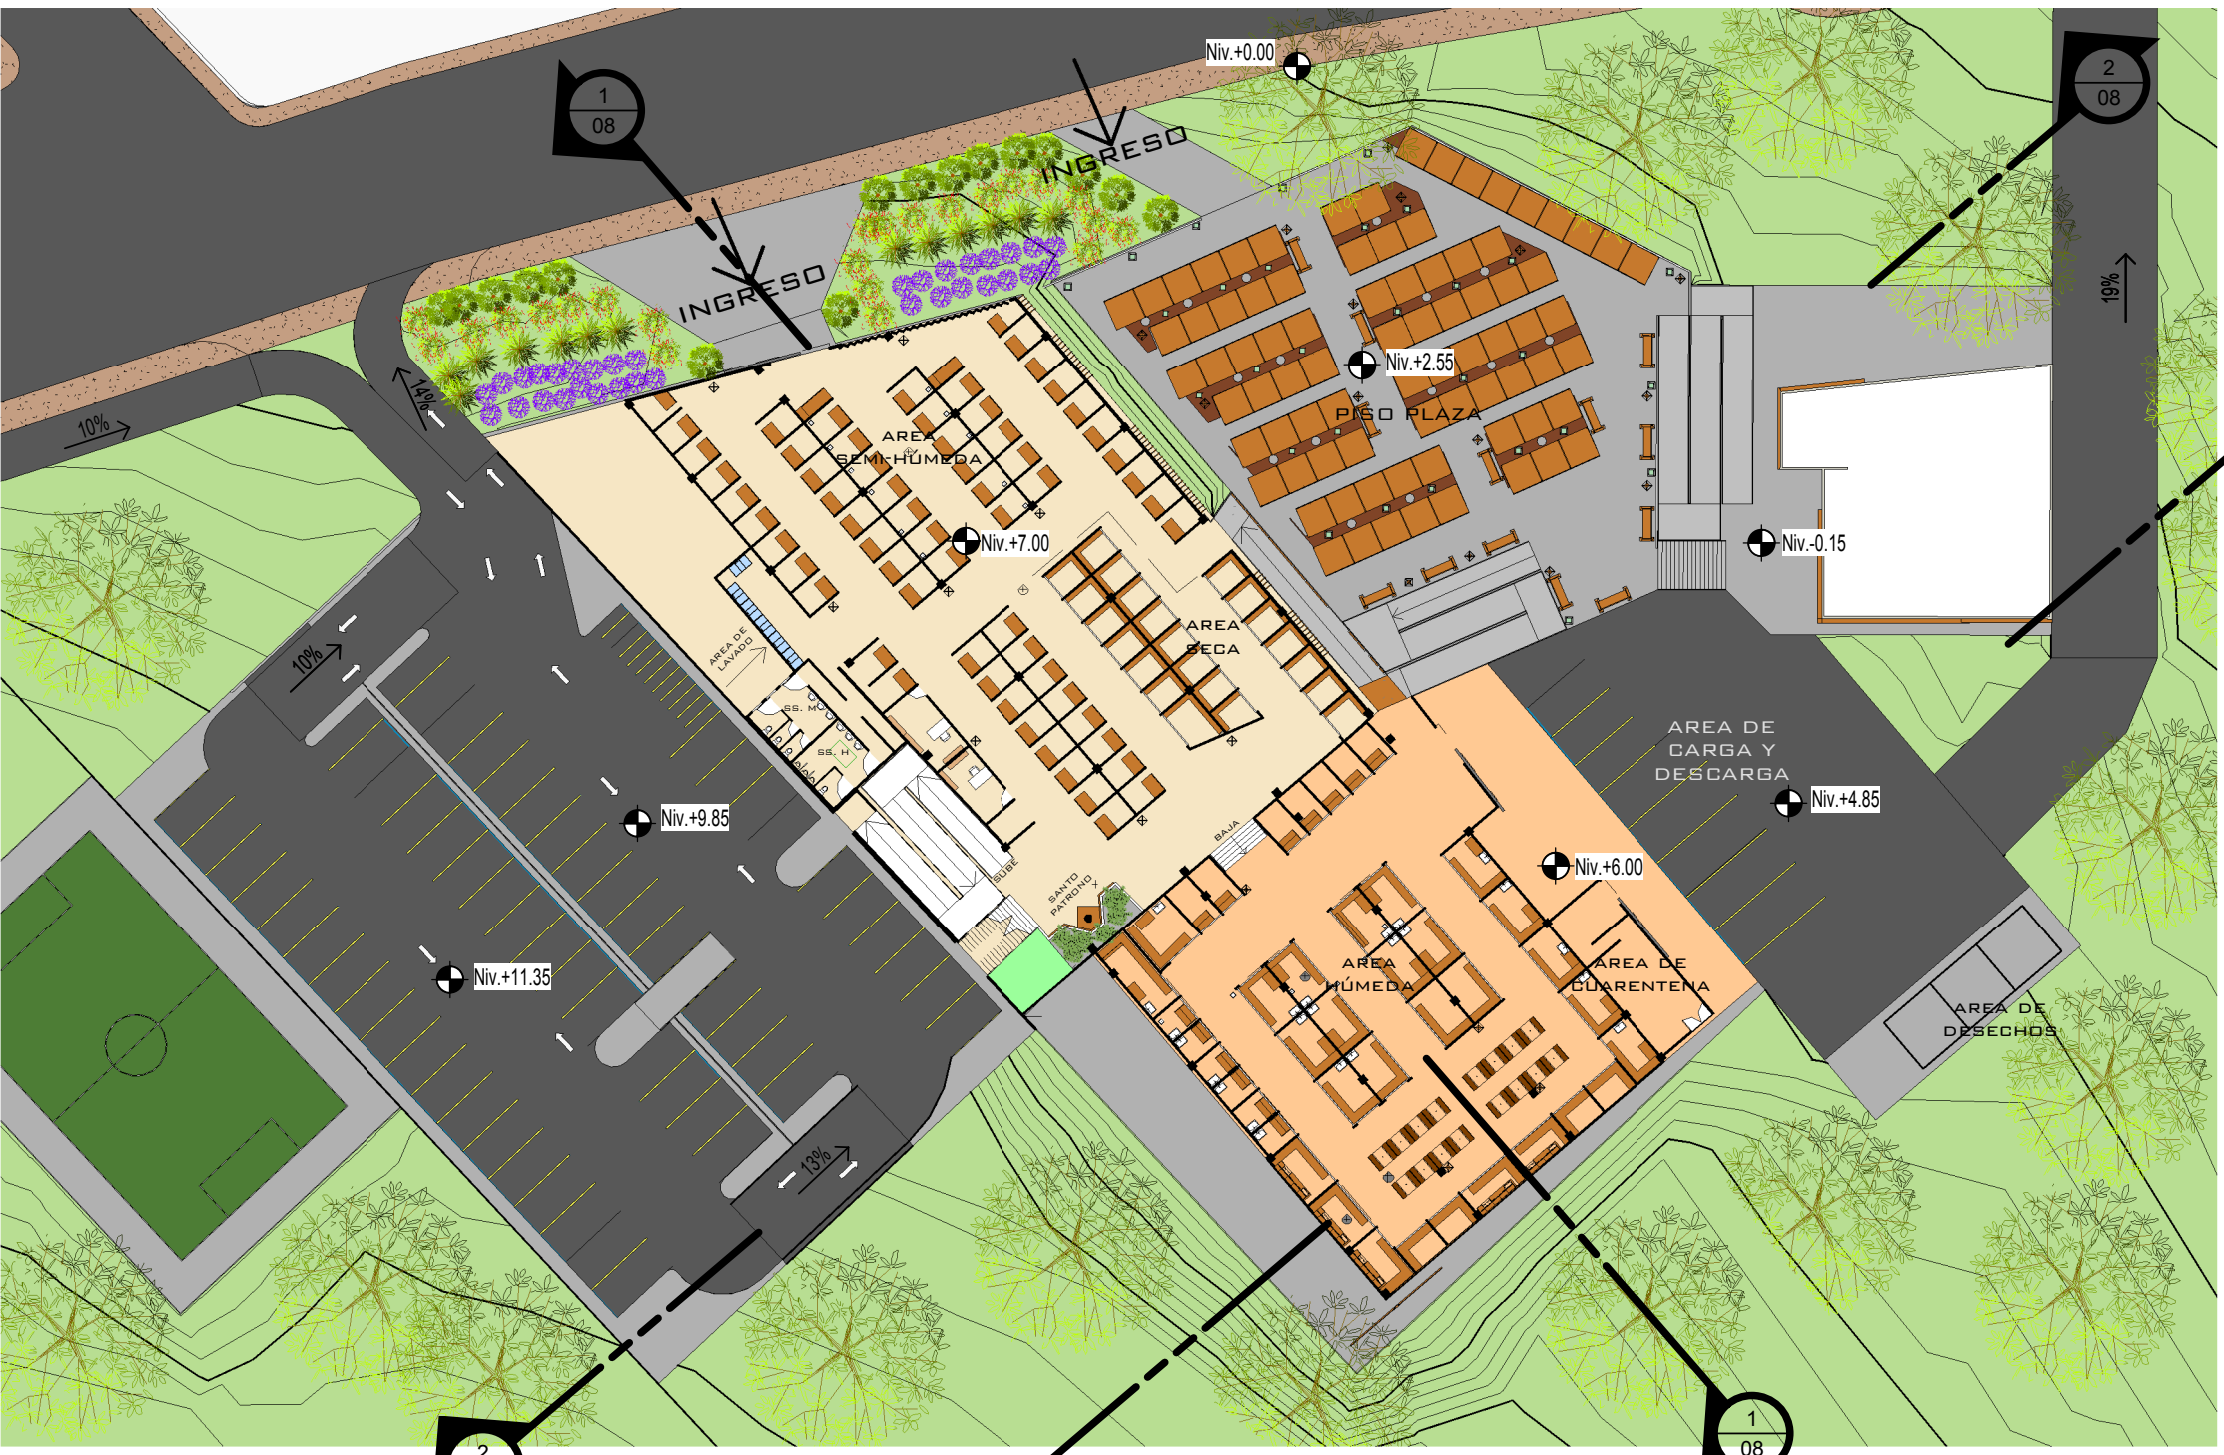 Niv.+0.00
1
08
2
08
INGRESO
INGRESO
19%
14%
10%
Niv.+2.55
PISO PLAZA
AREA
SEMI-HÚMEDA
Niv.+7.00
Niv.-0.15
AREA
SECA
AREA DE
LAVADO
10%
SS. M
SS. H
AREA DE
CARGA Y
DESCARGA
Niv.+4.85
Niv.+9.85
BAJA
SUBE
SANTO
PATRONO
Niv.+6.00
Niv.+11.35
AREA
HÚMEDA
AREA DE
CUARENTENA
AREA DE
DESECHOS
13%
2
1
08